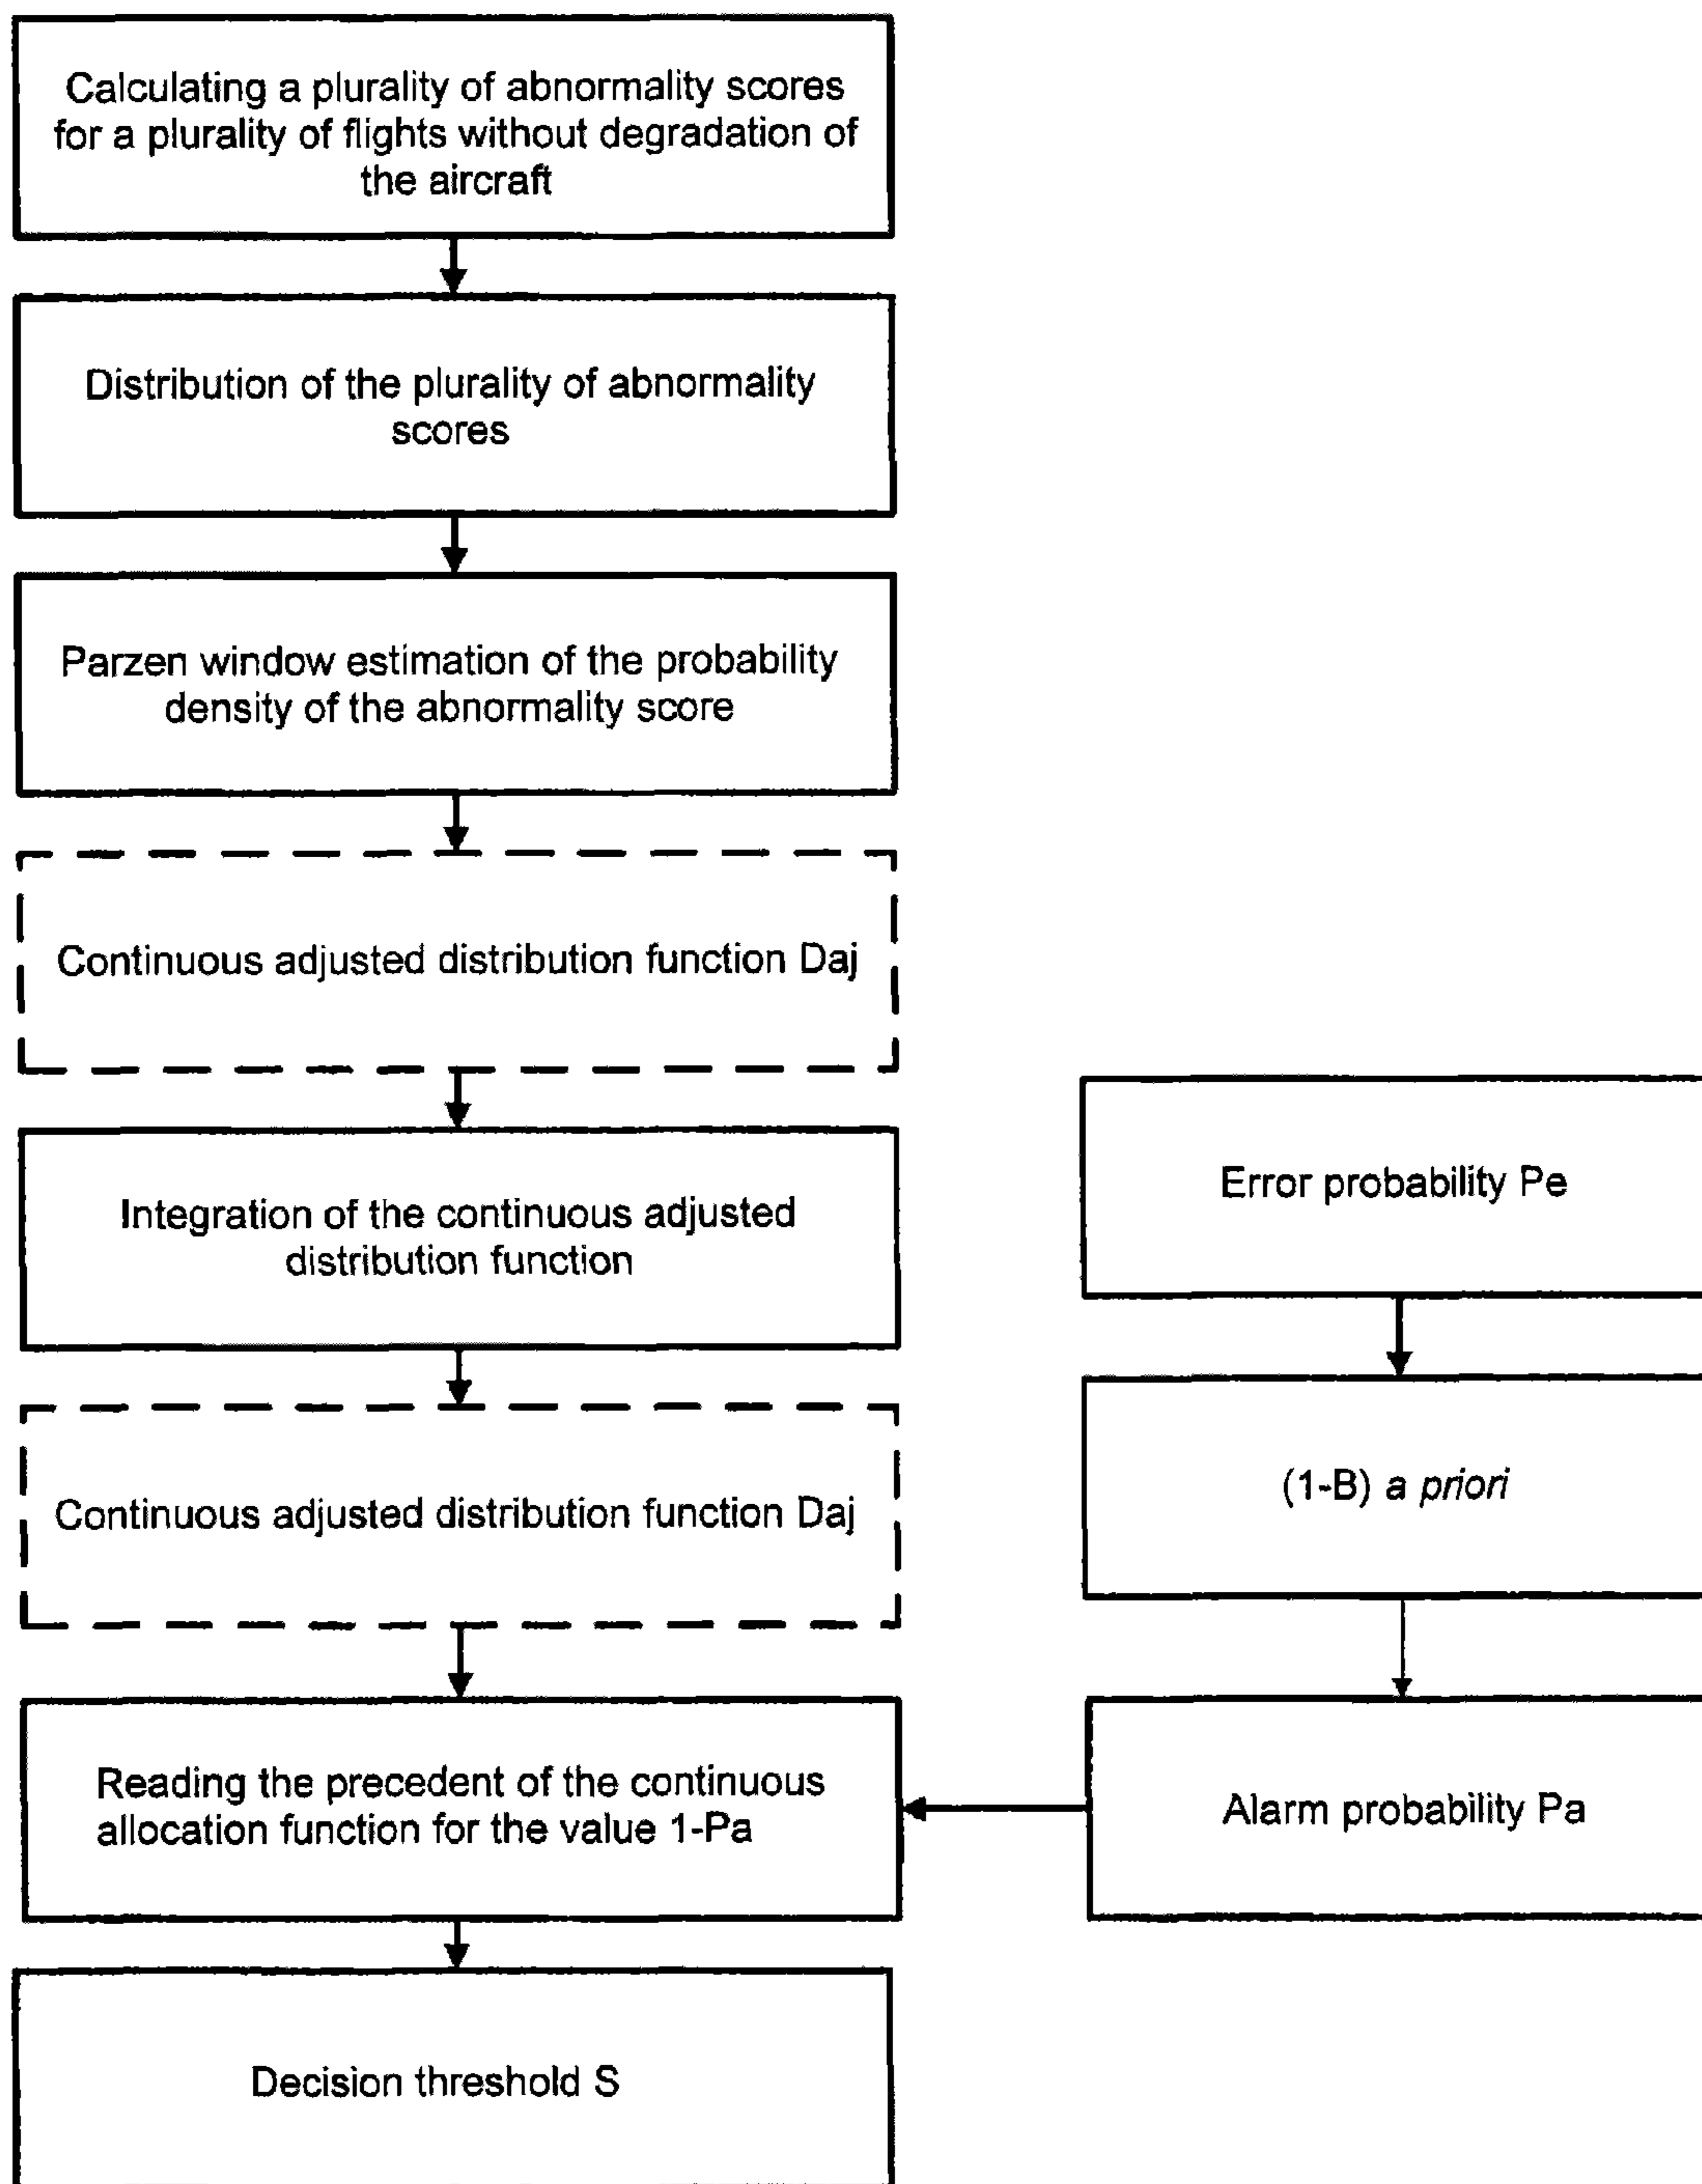 Calculating a plurality of abnormality scores
for a plurality of flights without degradation of
the aircraft
Distribution of the plurality of abnormality
scores
Parzen window estimation of the probability
density of the abnormality score
Continuous adjusted distribution function Daj
Integration of the continuous adjusted
distribution function
Error probability Pe
Continuous adjusted distribution function Daj
(1-B) a priori
Reading the precedent of the continuous
allocation function for the value 1-Pa
Alarm probability Pa
Decision threshold S